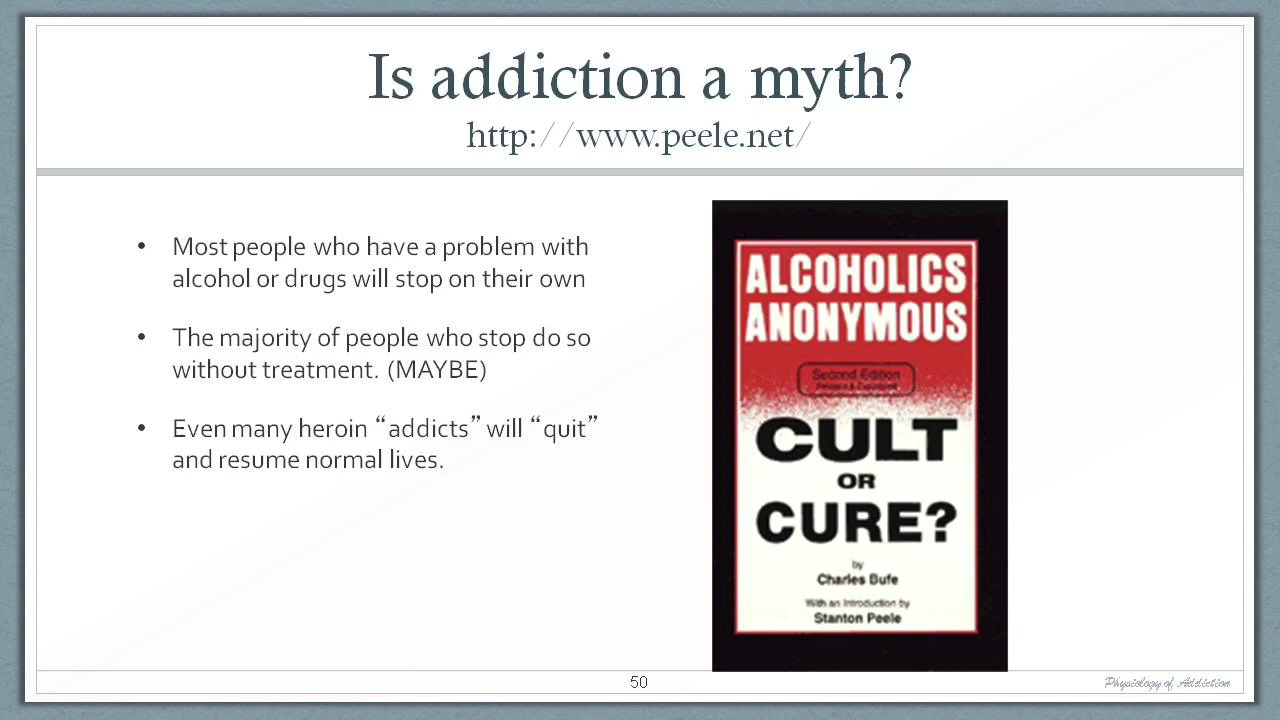 Is addiction a myth?
http://www.peele.net/
• Most people who have a problem with
alcohol or drugs will stop on their own
• The majority of people who stop do so
without treatment. (MAYBE)
• Even many heroin “addicts” will “quit”
and resume normal lives.
ALCOHOLICS
ANONYMOUS
Second Edition
Revised & Expanded
CULT
OR
CURE?
by
Charles Bufe
With an Introduction by
Stanton Peele
50
Physiology of Addiction